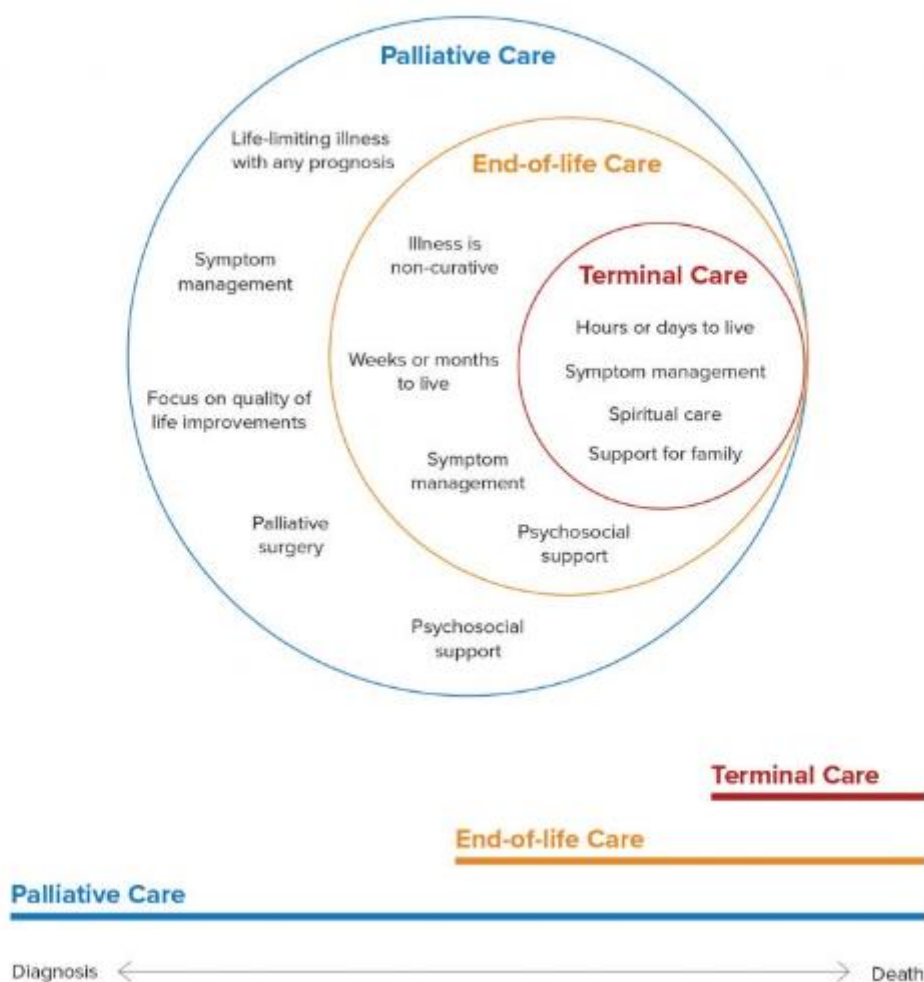 Palliative Care
Life-limiting illness
with any prognosis
End-of-life Care
Symptom
management
Illness is
non-curative
Terminal Care
Hours or days to live
Weeks or months
to live
Symptom management
Focus on quality of
life improvements
Spiritual care
Support for family
Symptom
management
Palliative
surgery
Psychosocial
support
Psychosocial
support
Terminal Care
End-of-life Care
Palliative Care
Diagnosis
Death